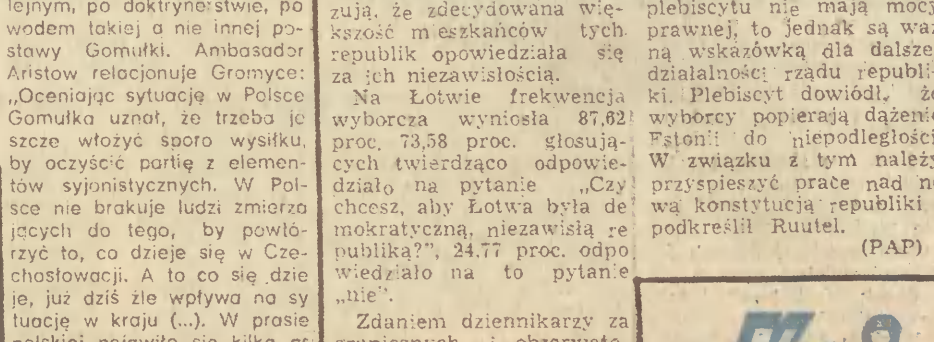 lejnym, po doktrynerstwie, po
wodem takiej a nie innej po-
stawy Gomułki. Ambasador
Aristow relacjonuje Gromyce:
„Oceniając sytuację w Polsce
Gomułka uznał, że trzeba je
szcze włożyć sporo wysiłku,
by oczyścić partię z elemen-
tów syjonistycznych. W Pol-
sce nie brakuje ludzi zmierza
jących do tego, by powtó-
rzyć to, co dzieje się w Cze-
chosłowacji. A to co się dzie
je, już dziś źle wpływa na sy
tuację w kraju (...). W prasie
polskiej pojawiło się kilka
zują, że zdecydowana wię-
kszość mieszkańców tych
republik opowiedziała się
za ich niezawisłością.
Na Łotwie frekwencja
wyborcza wyniosła 87,62
proc. 73,58 proc. głosują-
cych twierdząco odpowie-
działo na pytanie „Czy
chcesz, aby Łotwa była de
mokratyczną, niezawisłą re
publiką?", 24,77 proc. odpo
wiedziało na to pytanie
„nie".
Zdaniem dziennikarzy za
granicznych i
plebiscytu nie mają mocy
prawnej, to jednak są waż
ną wskazówką dla dalszej
działalności rządu republi-
ki. Plebiscyt dowiódł, że
wyborcy popierają dążenie
Estonii do niepodległości
W związku z tym należy
przyspieszyć prace nad no
wą konstytucją republiki
podkreślił Ruutel.
(PAP)